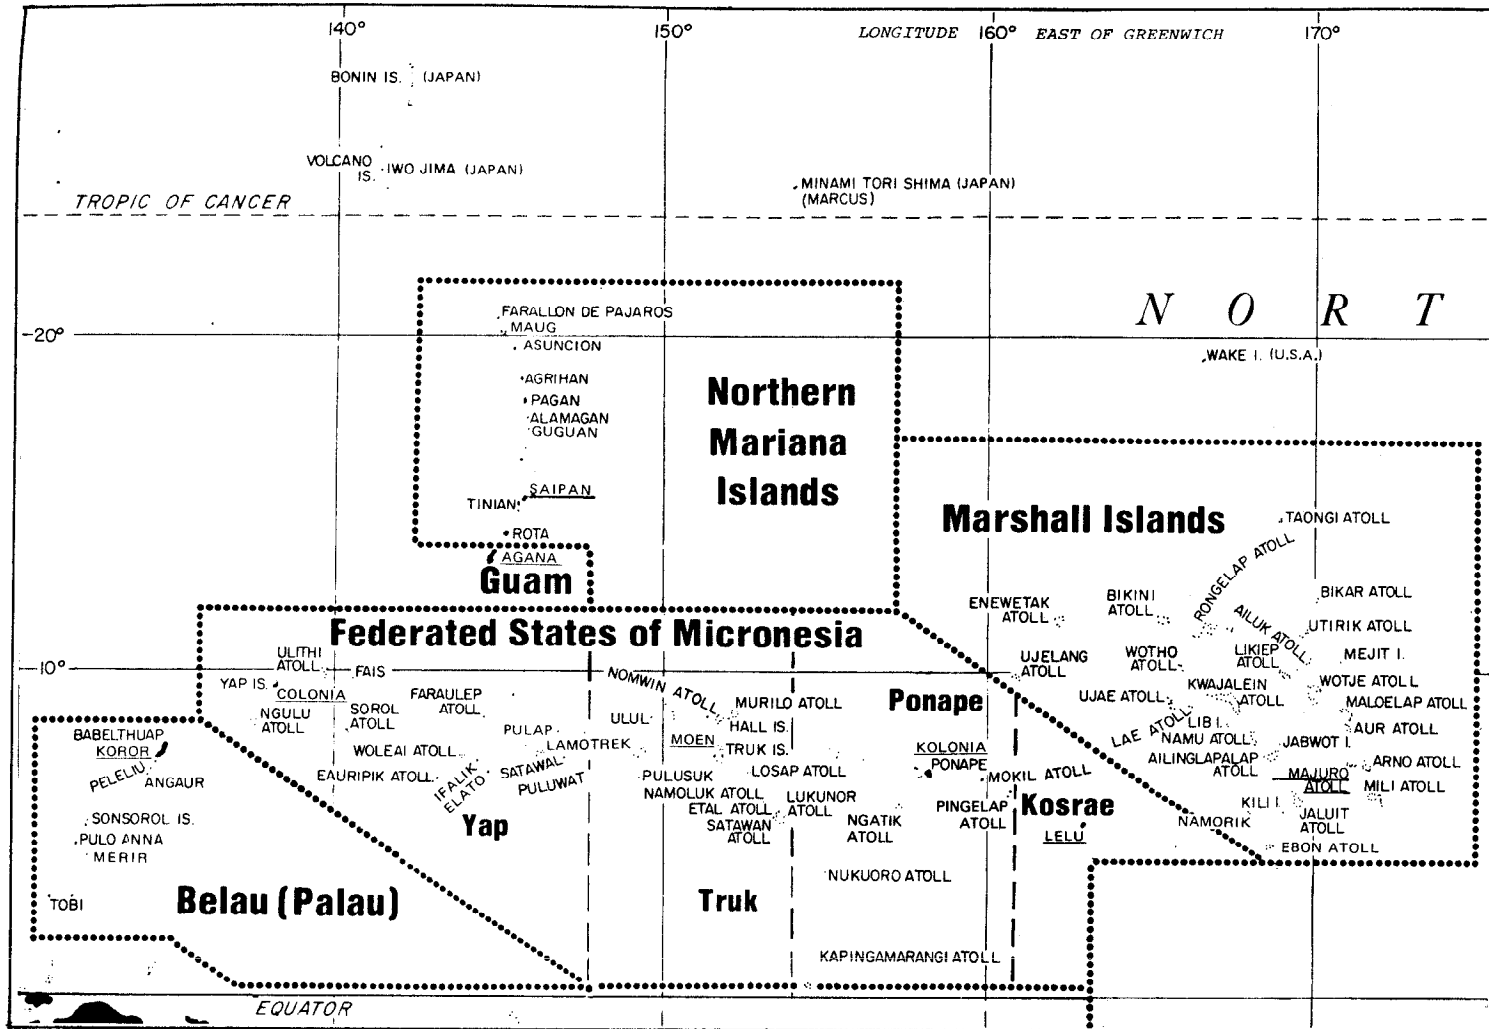 140°
150°
LONGITUDE
160°
EAST OF GREENWICH
170°
BONIN IS. (JAPAN)
VOLCANO
IS.
IWO JIMA (JAPAN)
MINAMI TORI SHIMA (JAPAN)
(MARCUS)
TROPIC OF CANCER
N O R T
20°
FARALLON DE PAJAROS
MAUG
ASUNCION
WAKE I. (U.S.A.)
AGRIHAN
PAGAN
ALAMAGAN
GUGUAN
Northern
Mariana
Islands
SAIPAN
TINIAN
ROTA
AGANA
Guam
Marshall Islands
TAONGI ATOLL
RONGELAP ATOLL
BIKINI
ATOLL
ENEWETAK
ATOLL
BIKAR ATOLL
AILUK ATOLL
UTIRIK ATOLL
UJELANG
ATOLL
WOTHO
ATOLL
LIKIEP
ATOLL
MEJIT I.
UJAE ATOLL
KWAJALEIN
ATOLL
WOTJE ATOLL
MALOELAP ATOLL
LAE ATOLL
LIB I.
NAMU ATOLL
AUR ATOLL
JABWOT I.
AILINGLAPALAP
ATOLL
ARNO ATOLL
MAJURO
ATOLL
MILI ATOLL
KILI I.
NAMORIK
JALUIT
ATOLL
EBON ATOLL
Federated States of Micronesia
10°
ULITHI
ATOLL
FAIS
YAP IS.
COLONIA
NGULU
ATOLL
SOROL
ATOLL
FARAULEP
ATOLL
WOLEAI ATOLL
EAURIPIK ATOLL
IFALIK
ELATO
SATAWAL
PULAP
LAMOTREK
PULUWAT
Yap
NOMWIN ATOLL
ULUL
MURILO ATOLL
HALL IS.
MOEN
TRUK IS.
PULUSUK
LOSAP ATOLL
NAMOLUK ATOLL
ETAL ATOLL
LUKUNOR
ATOLL
SATAWAN
ATOLL
Truk
Ponape
KOLONIA
PONAPE
MOKIL ATOLL
PINGELAP
ATOLL
NGATIK
ATOLL
NUKUORO ATOLL
KAPINGAMARANGI ATOLL
Kosrae
LELU
BABELTHUAP
KOROR
PELELIU
ANGAUR
SONSOROL IS.
PULO ANNA
MERIR
TOBI
Belau (Palau)
EQUATOR